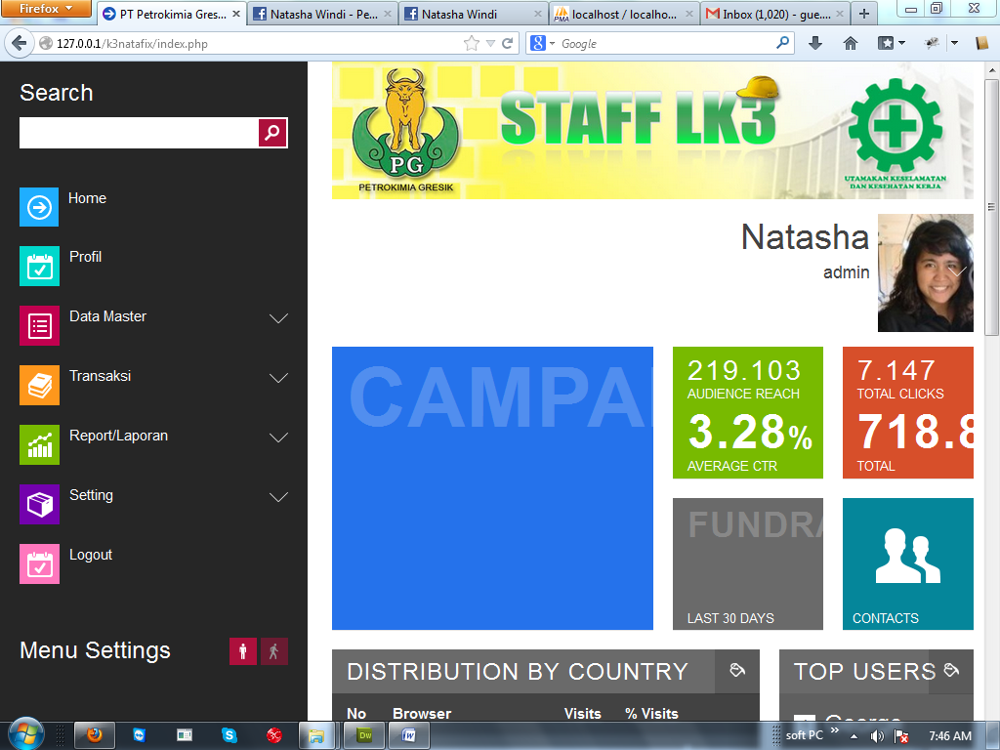 Firefox
PT Petrokimia Gres...
Natasha Windi - Pe...
Natasha Windi
localhost / localho...
Inbox (1,020) - gue....
127.0.0.1/k3natafix/index.php
Google
Search
Home
Profil
Data Master
Transaksi
Report/Laporan
Setting
Logout
Menu Settings
PG
PETROKIMIA GRESIK
STAFF LK3
UTAMAKAN KESELAMATAN
DAN KESEHATAN KERJA
Natasha
admin
CAMPAI
219.103
AUDIENCE REACH
3.28%
AVERAGE CTR
7.147
TOTAL CLICKS
718.8
TOTAL
FUNDRA
LAST 30 DAYS
CONTACTS
DISTRIBUTION BY COUNTRY
No Browser Visits % Visits
TOP USERS
George
soft PC
7:46 AM